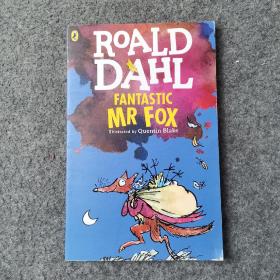 ROALD
DAHL
FANTASTIC
MR FOX
Illustrated by Quentin Blake